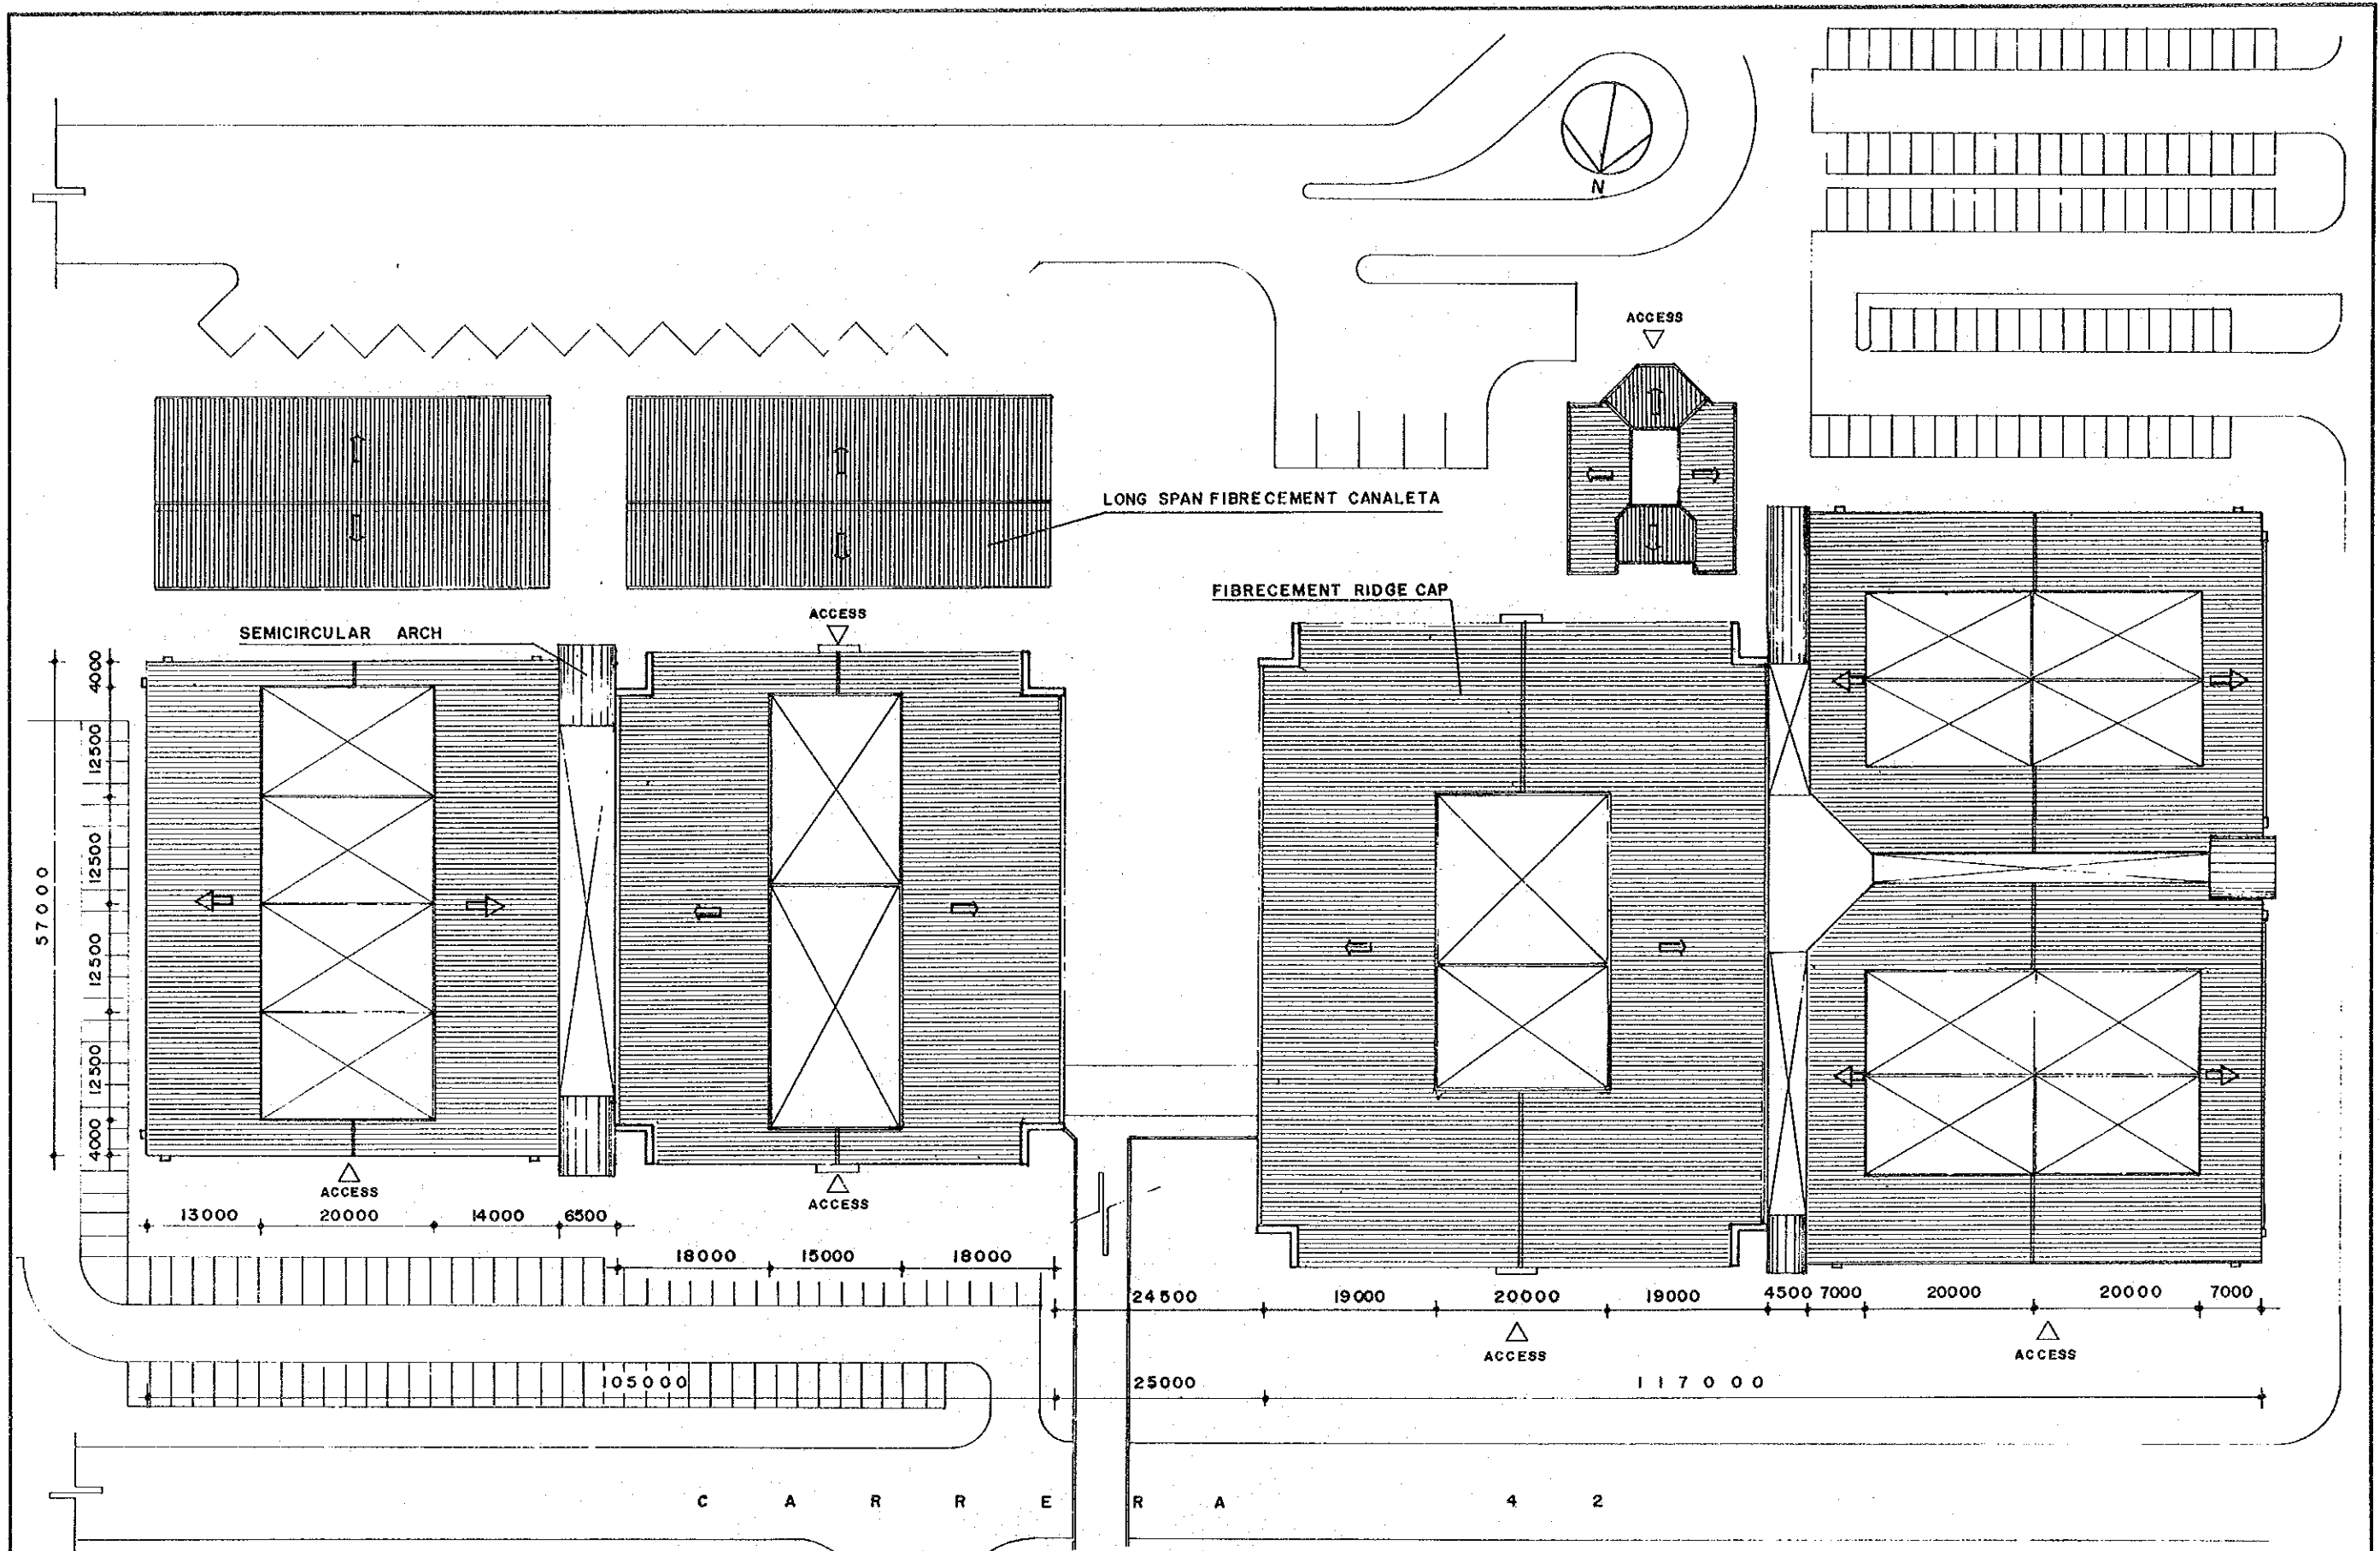 N
ACCESS
LONG SPAN FIBRECEMENT CANALETA
FIBRECEMENT RIDGE CAP
ACCESS
SEMICIRCULAR ARCH
4000
12500
12500
12500
12500
4000
57000
ACCESS
ACCESS
13000 20000 14000 6500
18000 15000 18000
24500 19000 20000 19000 4500 7000 20000 20000 7000
ACCESS ACCESS
105000 25000 117000
CARRERA 42